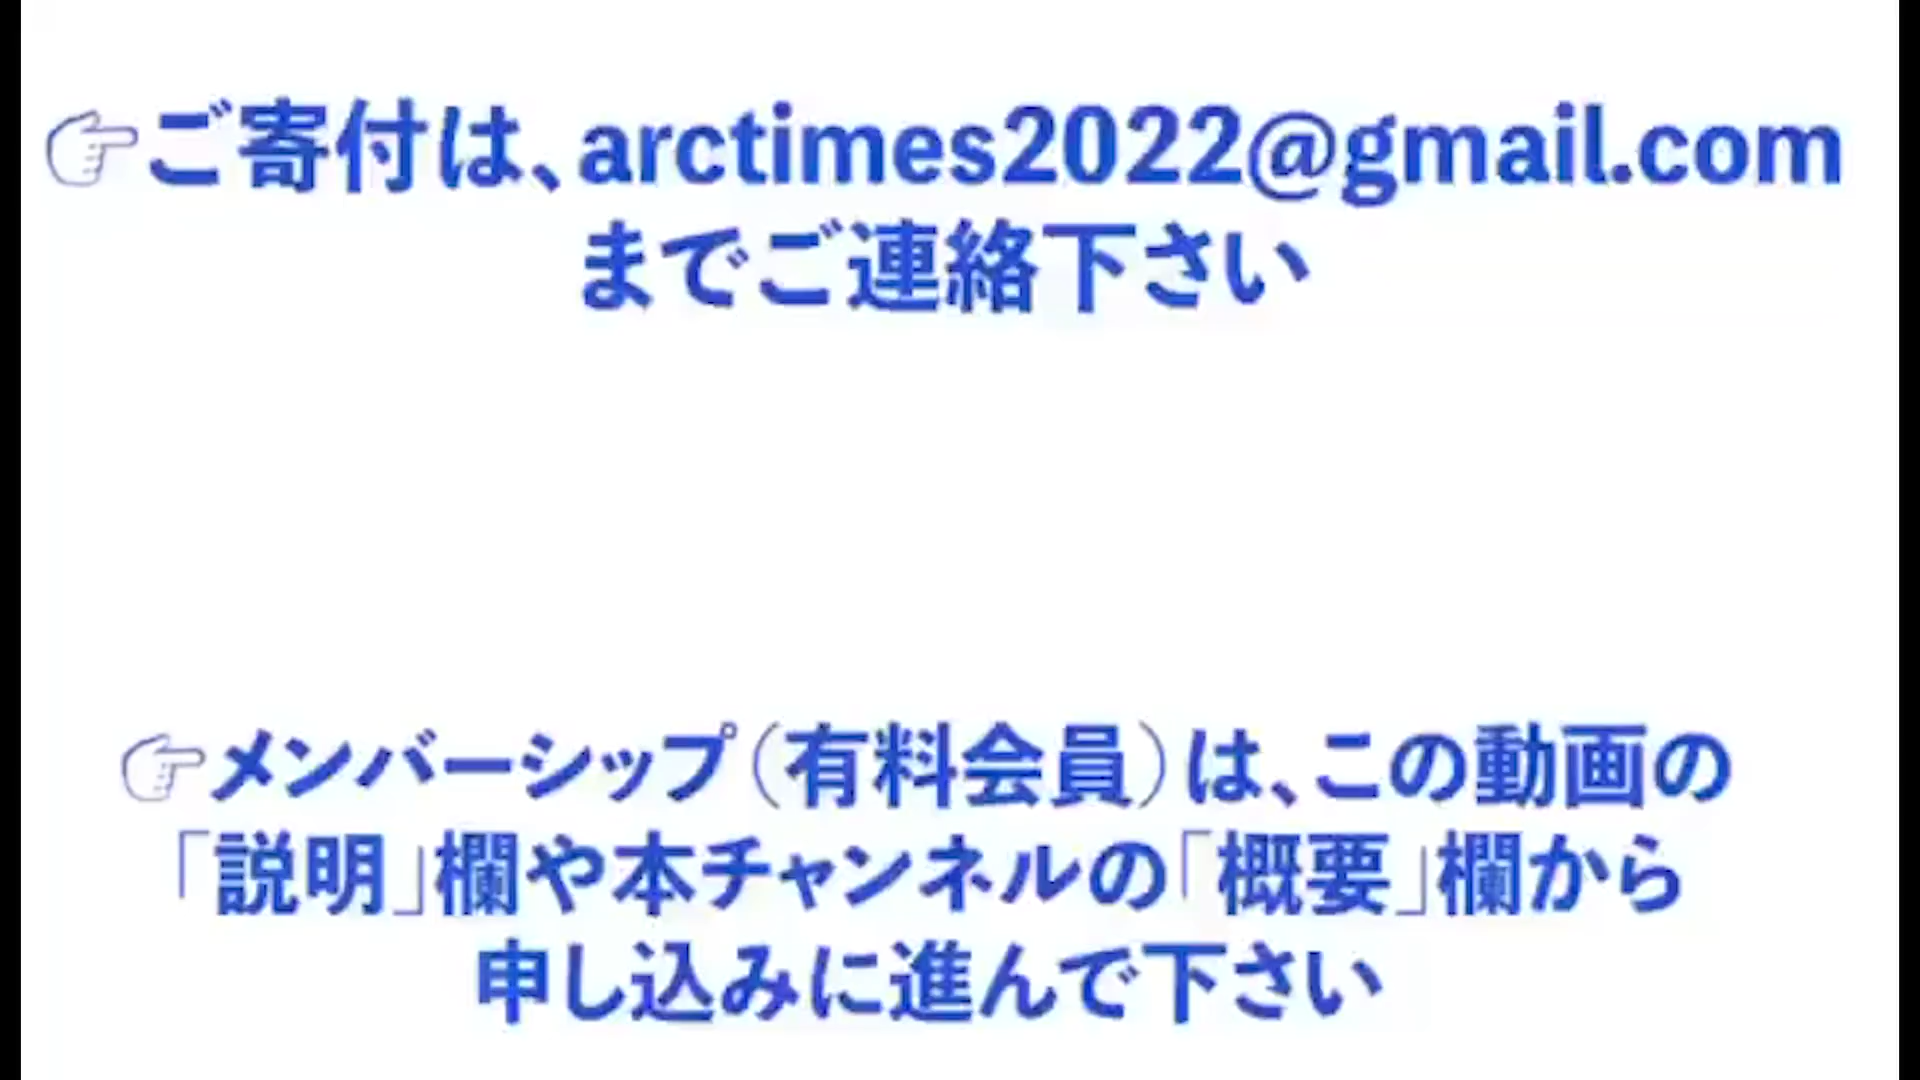 👉ご寄付は、arctimes2022@gmail.com
までご連絡下さい
👉メンバーシップ（有料会員）は、この動画の
「説明」欄や本チャンネルの「概要」欄から
申し込みに進んで下さい